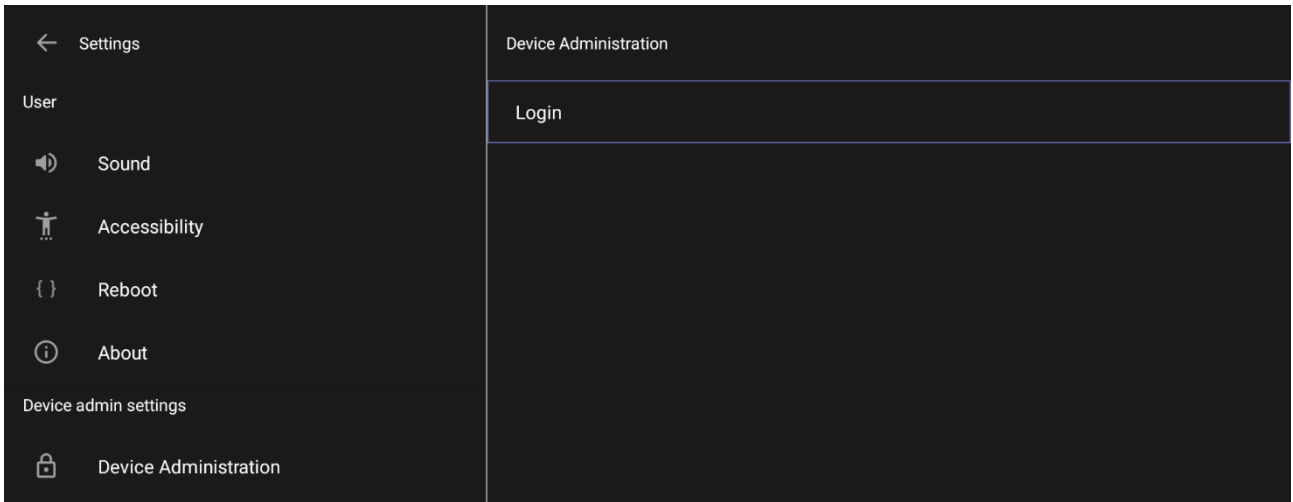 Settings
User
Sound
Accessibility
{ } Reboot
About
Device admin settings
Device Administration
Device Administration
Login